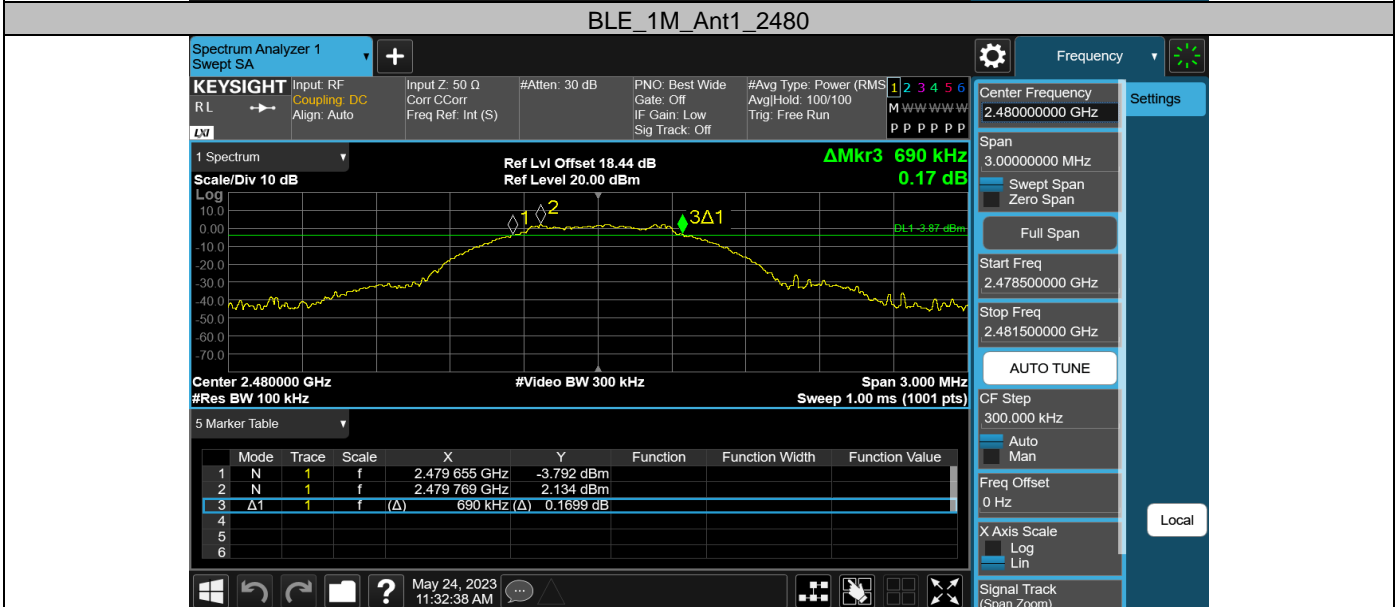 BLE_1M_Ant1_2480
Spectrum Analyzer 1
Swept SA
+
Frequency
KEYSIGHT
R L
LXI
Input: RF
Coupling: DC
Align: Auto
Input Z: 50 Ω
Corr CCorr
Freq Ref: Int (S)
#Atten: 30 dB
PNO: Best Wide
Gate: Off
IF Gain: Low
Sig Track: Off
#Avg Type: Power (RMS
Avg|Hold: 100/100
Trig: Free Run
1 2 3 4 5 6
M W W W W W
P P P P P P
1 Spectrum
Scale/Div 10 dB
Ref Lvl Offset 18.44 dB
Ref Level 20.00 dBm
ΔMkr3 690 kHz
0.17 dB
Log
10.0
0.00
-10.0
-20.0
-30.0
-40.0
-50.0
-60.0
-70.0
1
2
3Δ1
DL1 -3.87 dBm
Center 2.480000 GHz
#Video BW 300 kHz
Span 3.000 MHz
#Res BW 100 kHz
Sweep 1.00 ms (1001 pts)
5 Marker Table
Mode Trace Scale X Y Function Function Width Function Value
1 N 1 f 2.479 655 GHz -3.792 dBm
2 N 1 f 2.479 769 GHz 2.134 dBm
3 Δ1 1 f (Δ) 690 kHz (Δ) 0.1699 dB
4
5
6
?
May 24, 2023
11:32:38 AM
Center Frequency
2.480000000 GHz
Span
3.00000000 MHz
Swept Span
Zero Span
Full Span
Start Freq
2.478500000 GHz
Stop Freq
2.481500000 GHz
AUTO TUNE
CF Step
300.000 kHz
Auto
Man
Freq Offset
0 Hz
X Axis Scale
Log
Lin
Signal Track
(Span Zoom)
Settings
Local